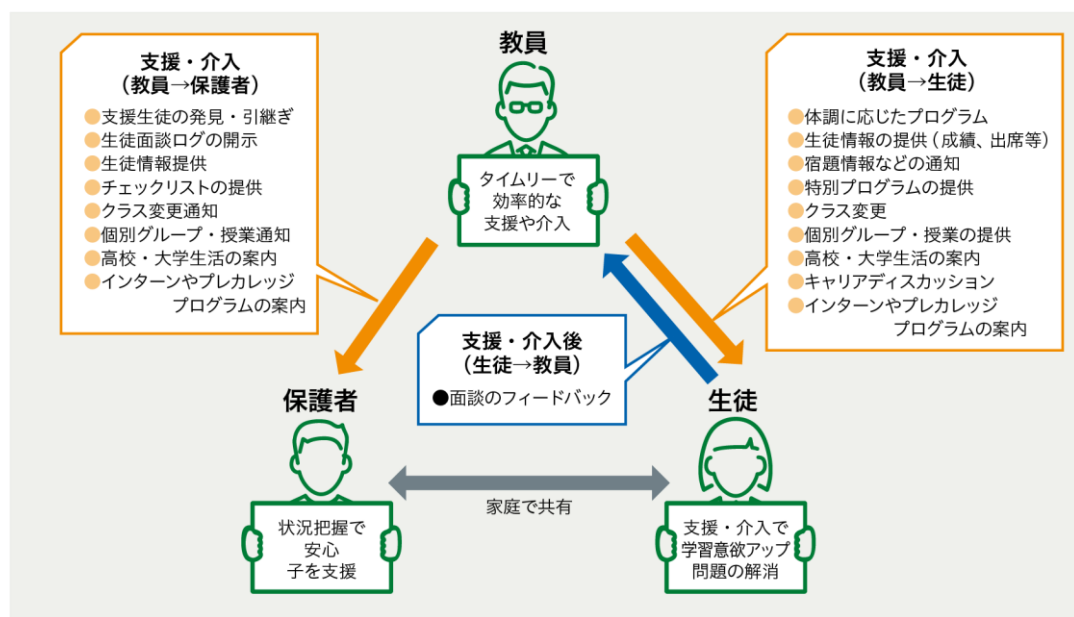 教員
タイムリーで
効率的な
支援や介入
支援・介入
（教員→保護者）
●支援生徒の発見・引継ぎ
●生徒面談ログの開示
●生徒情報提供
●チェックリストの提供
●クラス変更通知
●個別グループ・授業通知
●高校・大学生活の案内
●インターンやプレカレッジ
プログラムの案内
支援・介入
（教員→生徒）
●体調に応じたプログラム
●生徒情報の提供（成績、出席等）
●宿題情報などの通知
●特別プログラムの提供
●クラス変更
●個別グループ・授業の提供
●高校・大学生活の案内
●キャリアディスカッション
●インターンやプレカレッジ
プログラムの案内
支援・介入後
（生徒→教員）
●面談のフィードバック
保護者
状況把握で
安心
子を支援
家庭で共有
生徒
支援・介入で
学習意欲アップ
問題の解消